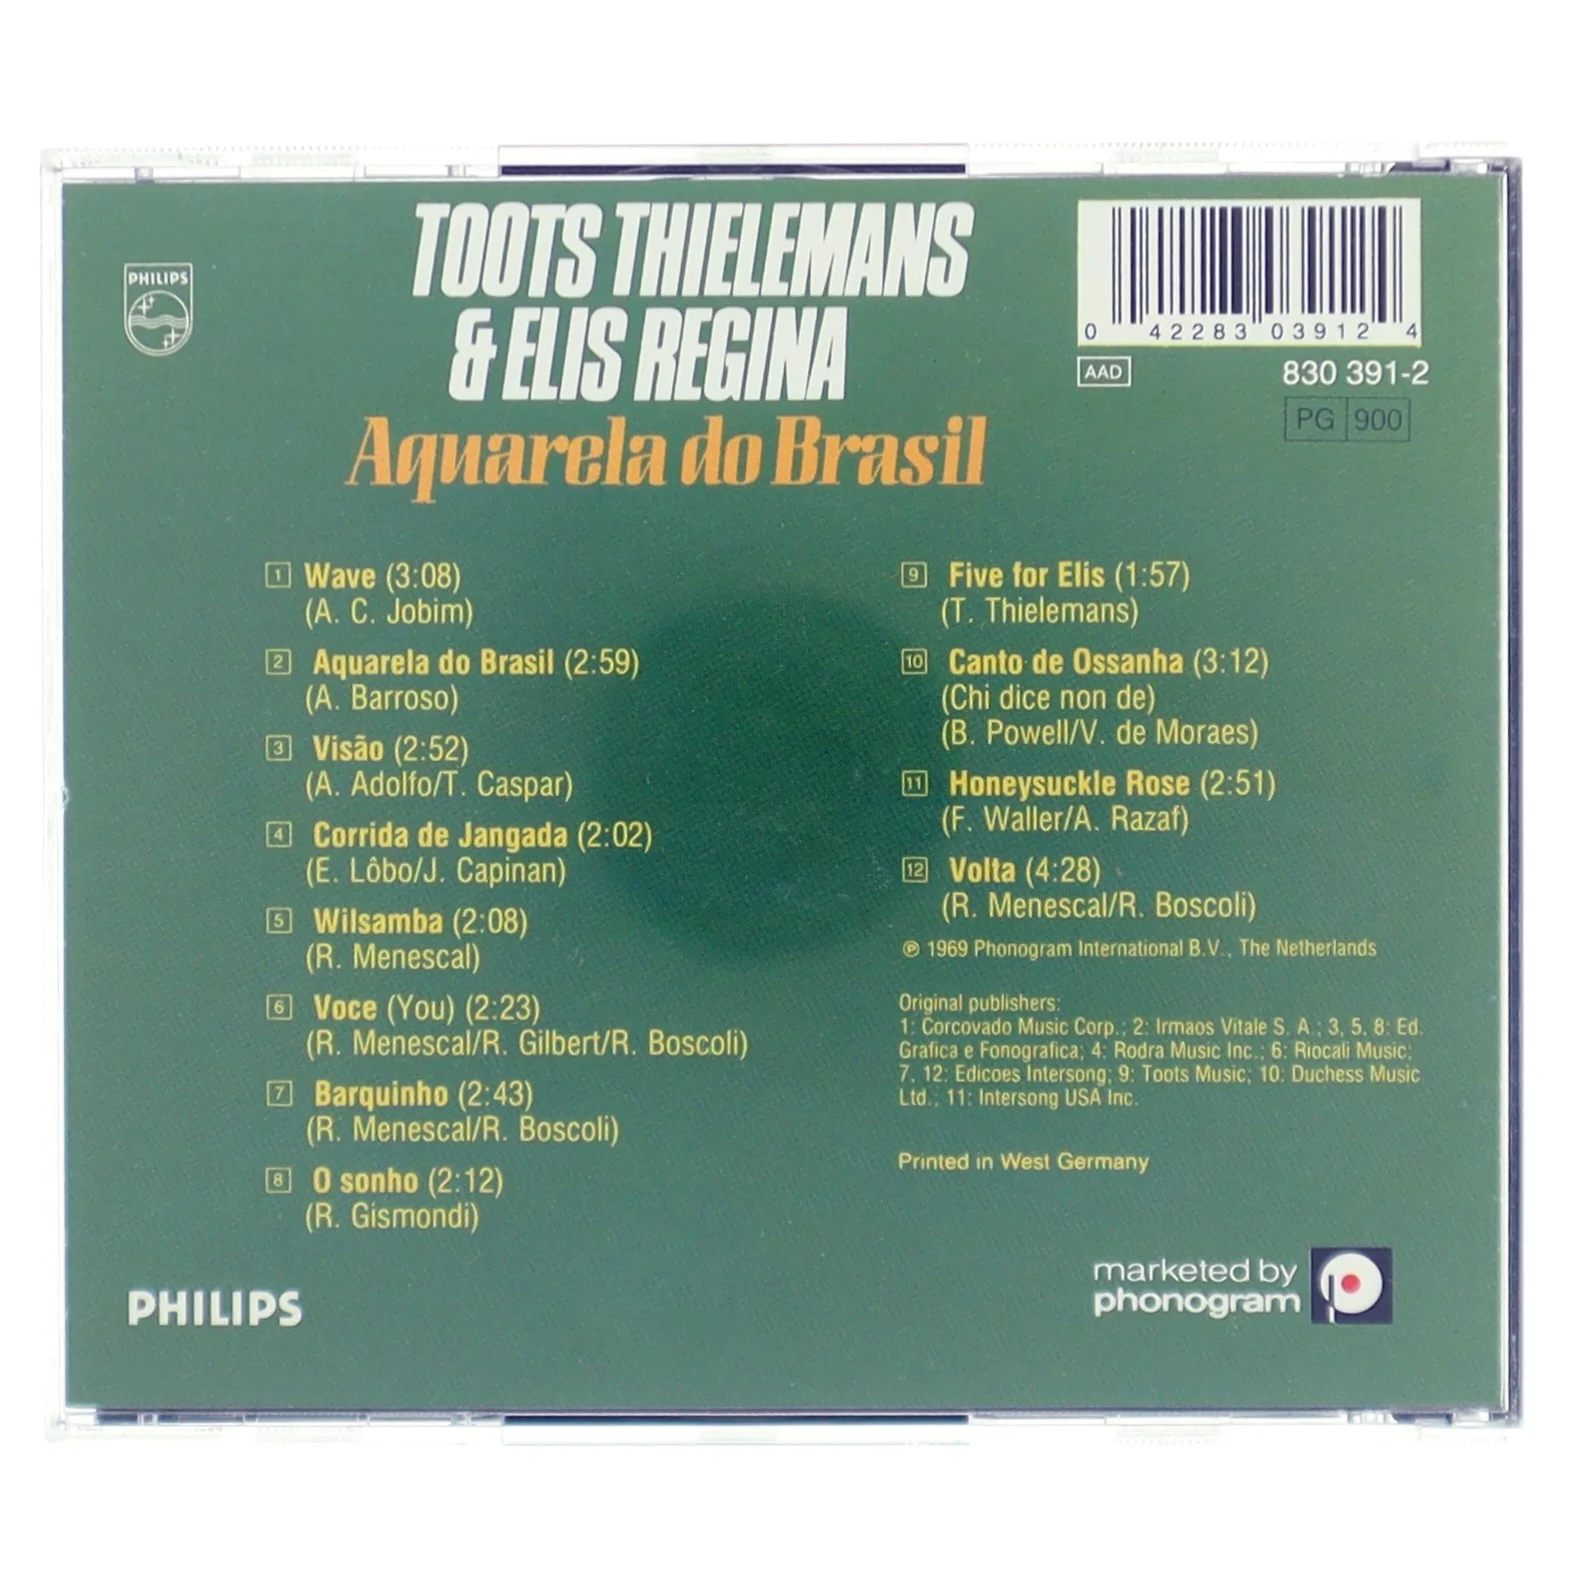 PHILIPS
TOOTS THIELEMANS
& ELIS REGINA
Aquarela do Brasil
0 42283 03912 4
AAD
830 391-2
PG 900
1 Wave (3:08)
(A. C. Jobim)
2 Aquarela do Brasil (2:59)
(A. Barroso)
3 Visão (2:52)
(A. Adolfo/T. Caspar)
4 Corrida de Jangada (2:02)
(E. Lôbo/J. Capinan)
5 Wilsamba (2:08)
(R. Menescal)
6 Voce (You) (2:23)
(R. Menescal/R. Gilbert/R. Boscoli)
7 Barquinho (2:43)
(R. Menescal/R. Boscoli)
8 O sonho (2:12)
(R. Gismondi)
9 Five for Elis (1:57)
(T. Thielemans)
10 Canto de Ossanha (3:12)
(Chi dice non de)
(B. Powell/V. de Moraes)
11 Honeysuckle Rose (2:51)
(F. Waller/A. Razaf)
12 Volta (4:28)
(R. Menescal/R. Boscoli)
℗ 1969 Phonogram International B.V., The Netherlands
Original publishers:
1: Corcovado Music Corp.; 2: Irmaos Vitale S. A.; 3, 5, 8: Ed.
Grafica e Fonografica; 4: Rodra Music Inc.; 6: Riocali Music;
7, 12: Edicoes Intersong; 9: Toots Music; 10: Duchess Music
Ltd.; 11: Intersong USA Inc.
Printed in West Germany
PHILIPS
marketed by
phonogram